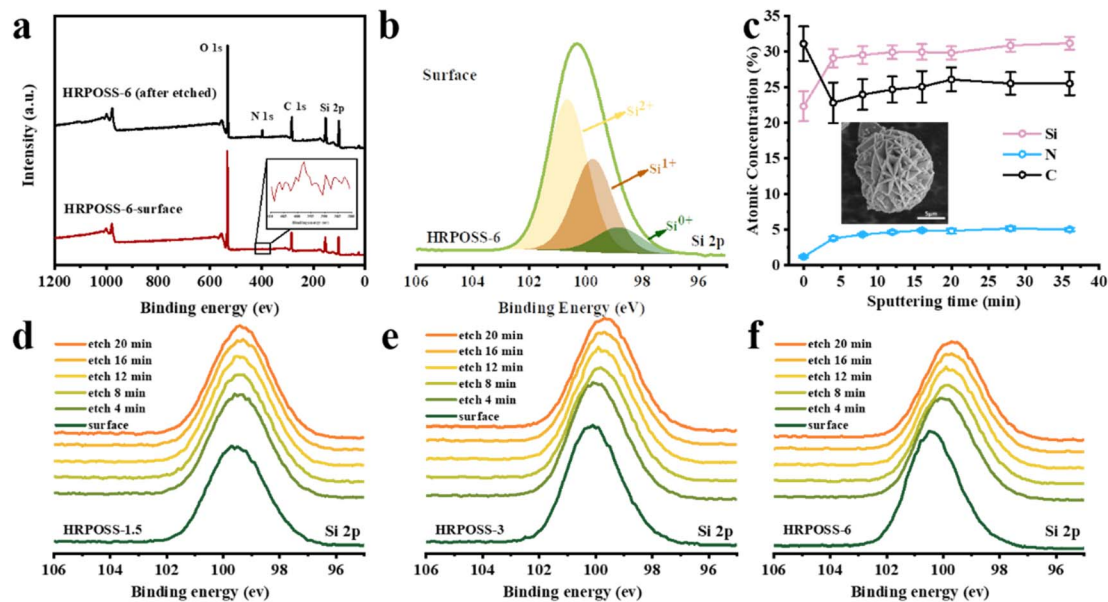 a
Intensity (a.u.)
O 1s
HRPOSS-6 (after etched)
N 1s
C 1s
Si 2p
HRPOSS-6-surface
1200 1000 800 600 400 200 0
Binding energy (ev)
b
Surface
Si2+
Si1+
Si0+
HRPOSS-6
Si 2p
106 104 102 100 98 96
Binding Energy (eV)
c
Atomic Concentration (%)
35
30
25
20
15
10
5
0
Si
N
C
5μm
0 5 10 15 20 25 30 35 40
Sputtering time (min)
d
etch 20 min
etch 16 min
etch 12 min
etch 8 min
etch 4 min
surface
HRPOSS-1.5
Si 2p
106 104 102 100 98 96
Binding energy (ev)
e
etch 20 min
etch 16 min
etch 12 min
etch 8 min
etch 4 min
surface
HRPOSS-3
Si 2p
106 104 102 100 98 96
Binding energy (ev)
f
etch 20 min
etch 16 min
etch 12 min
etch 8 min
etch 4 min
surface
HRPOSS-6
Si 2p
106 104 102 100 98 96
Binding energy (ev)